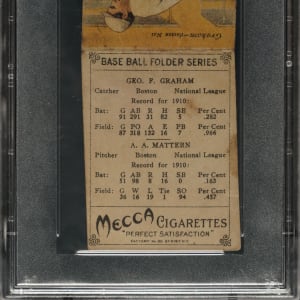 Graham—Boston Nat
BASE BALL FOLDER SERIES
GEO. F. GRAHAM
Catcher Boston National League
Record for 1910:
Bat: G AB R H SB Per Cent
91 291 31 82 5 .282
Field: G PO A E PB Per Cent
87 318 132 16 7 .966
A. A. MATTERN
Pitcher Boston National League
Record for 1910:
Bat: G AB R H SB Per Cent
51 98 8 16 0 .163
Field: G W L Tie SO Per Cent
36 16 19 1 94 .457
MECCA CIGARETTES
"PERFECT SATISFACTION"